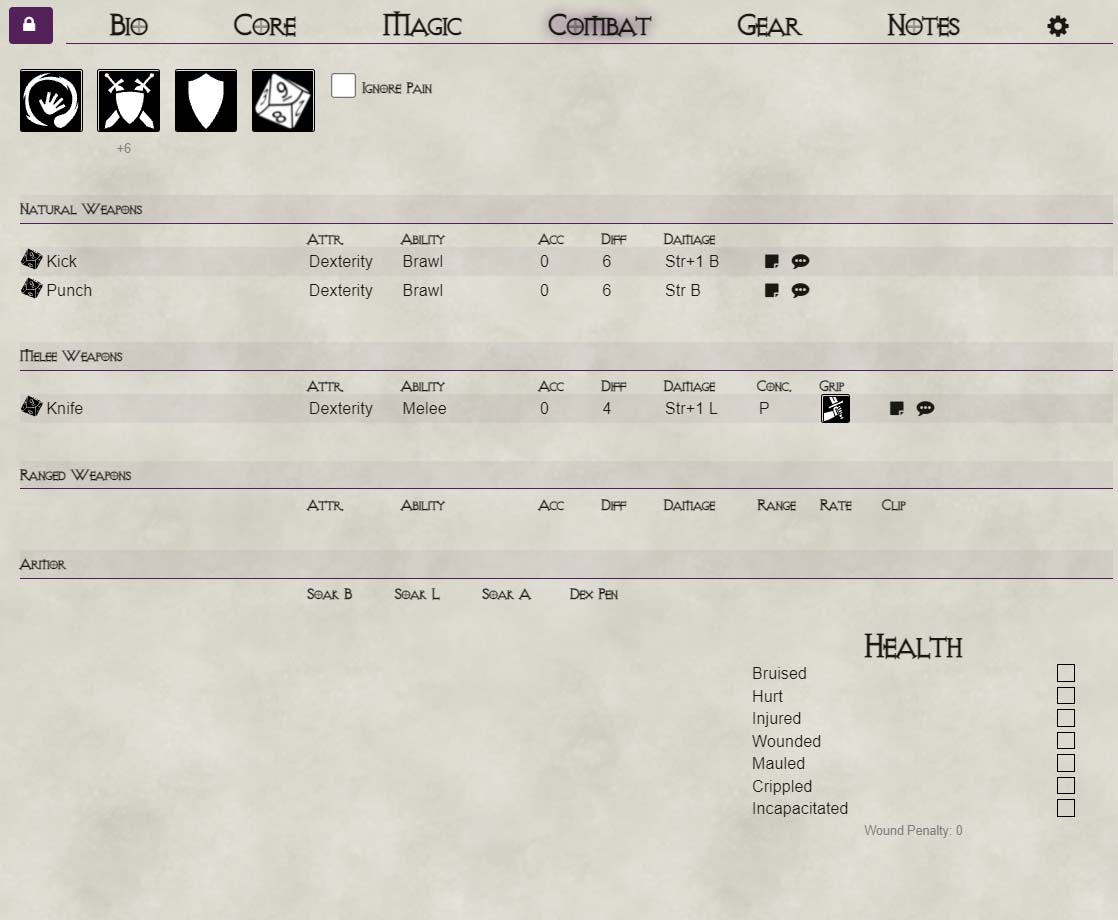 Bio Core Magic Combat Gear Notes
Ignore Pain
+6
Natural Weapons
Attr. Ability Acc Diff Damage
Kick Dexterity Brawl 0 6 Str+1 B
Punch Dexterity Brawl 0 6 Str B
Melee Weapons
Attr. Ability Acc Diff Damage Conc. Grip
Knife Dexterity Melee 0 4 Str+1 L P
Ranged Weapons
Attr. Ability Acc Diff Damage Range Rate Clip
Armor
Soak B Soak L Soak A Dex Pen
Health
Bruised
Hurt
Injured
Wounded
Mauled
Crippled
Incapacitated
Wound Penalty: 0